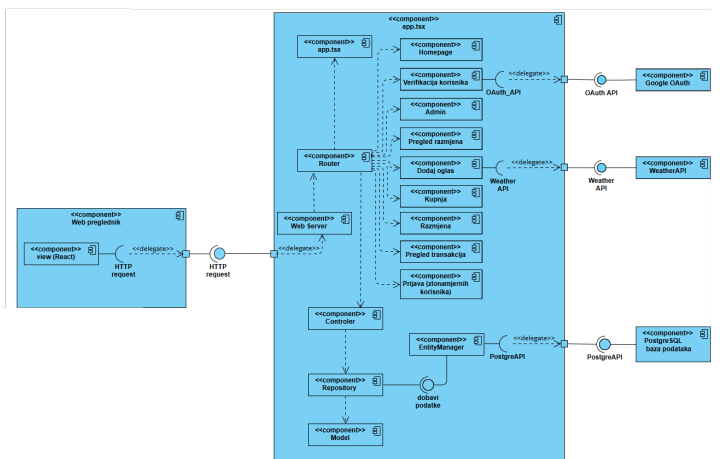 <<component>>
app.tsx
<<component>>
app.tsx
<<component>>
Homepage
<<component>>
Verifikacija korisnika
OAuth_API
<<delegate>>
OAuth API
<<component>>
Google OAuth
<<component>>
Admin
<<component>>
Pregled razmjena
<<component>>
Router
<<component>>
Dodaj oglas
Weather
API
<<delegate>>
Weather
API
<<component>>
WeatherAPI
<<component>>
Kupnja
<<component>>
Web preglednik
<<component>>
view (React)
HTTP
request
<<delegate>>
HTTP
request
<<component>>
Web Server
<<delegate>>
<<component>>
Razmjena
<<component>>
Pregled transakcija
<<component>>
Prijava (zlonamjernih
korisnika)
<<component>>
Controler
<<component>>
EntityManager
PostgreAPI
<<delegate>>
PostgreAPI
<<component>>
PostgreSQL
baza podataka
<<component>>
Repository
dobavi
podatke
<<component>>
Model